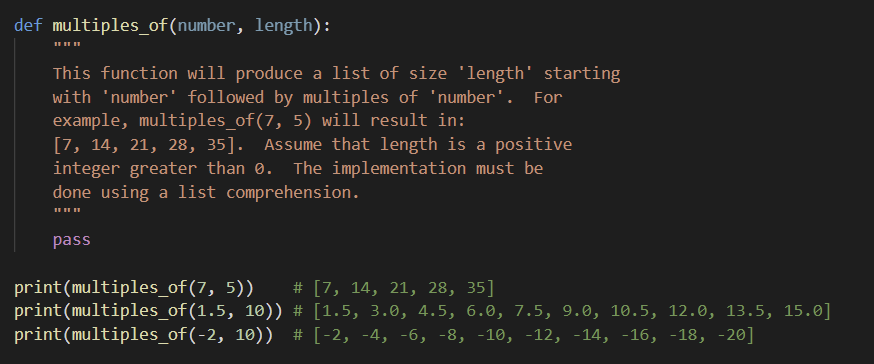 def multiples_of(number, length):
    """
    This function will produce a list of size 'length' starting
    with 'number' followed by multiples of 'number'.  For
    example, multiples_of(7, 5) will result in:
    [7, 14, 21, 28, 35].  Assume that length is a positive
    integer greater than 0.  The implementation must be
    done using a list comprehension.
    """
    pass

print(multiples_of(7, 5))    # [7, 14, 21, 28, 35]
print(multiples_of(1.5, 10)) # [1.5, 3.0, 4.5, 6.0, 7.5, 9.0, 10.5, 12.0, 13.5, 15.0]
print(multiples_of(-2, 10))  # [-2, -4, -6, -8, -10, -12, -14, -16, -18, -20]